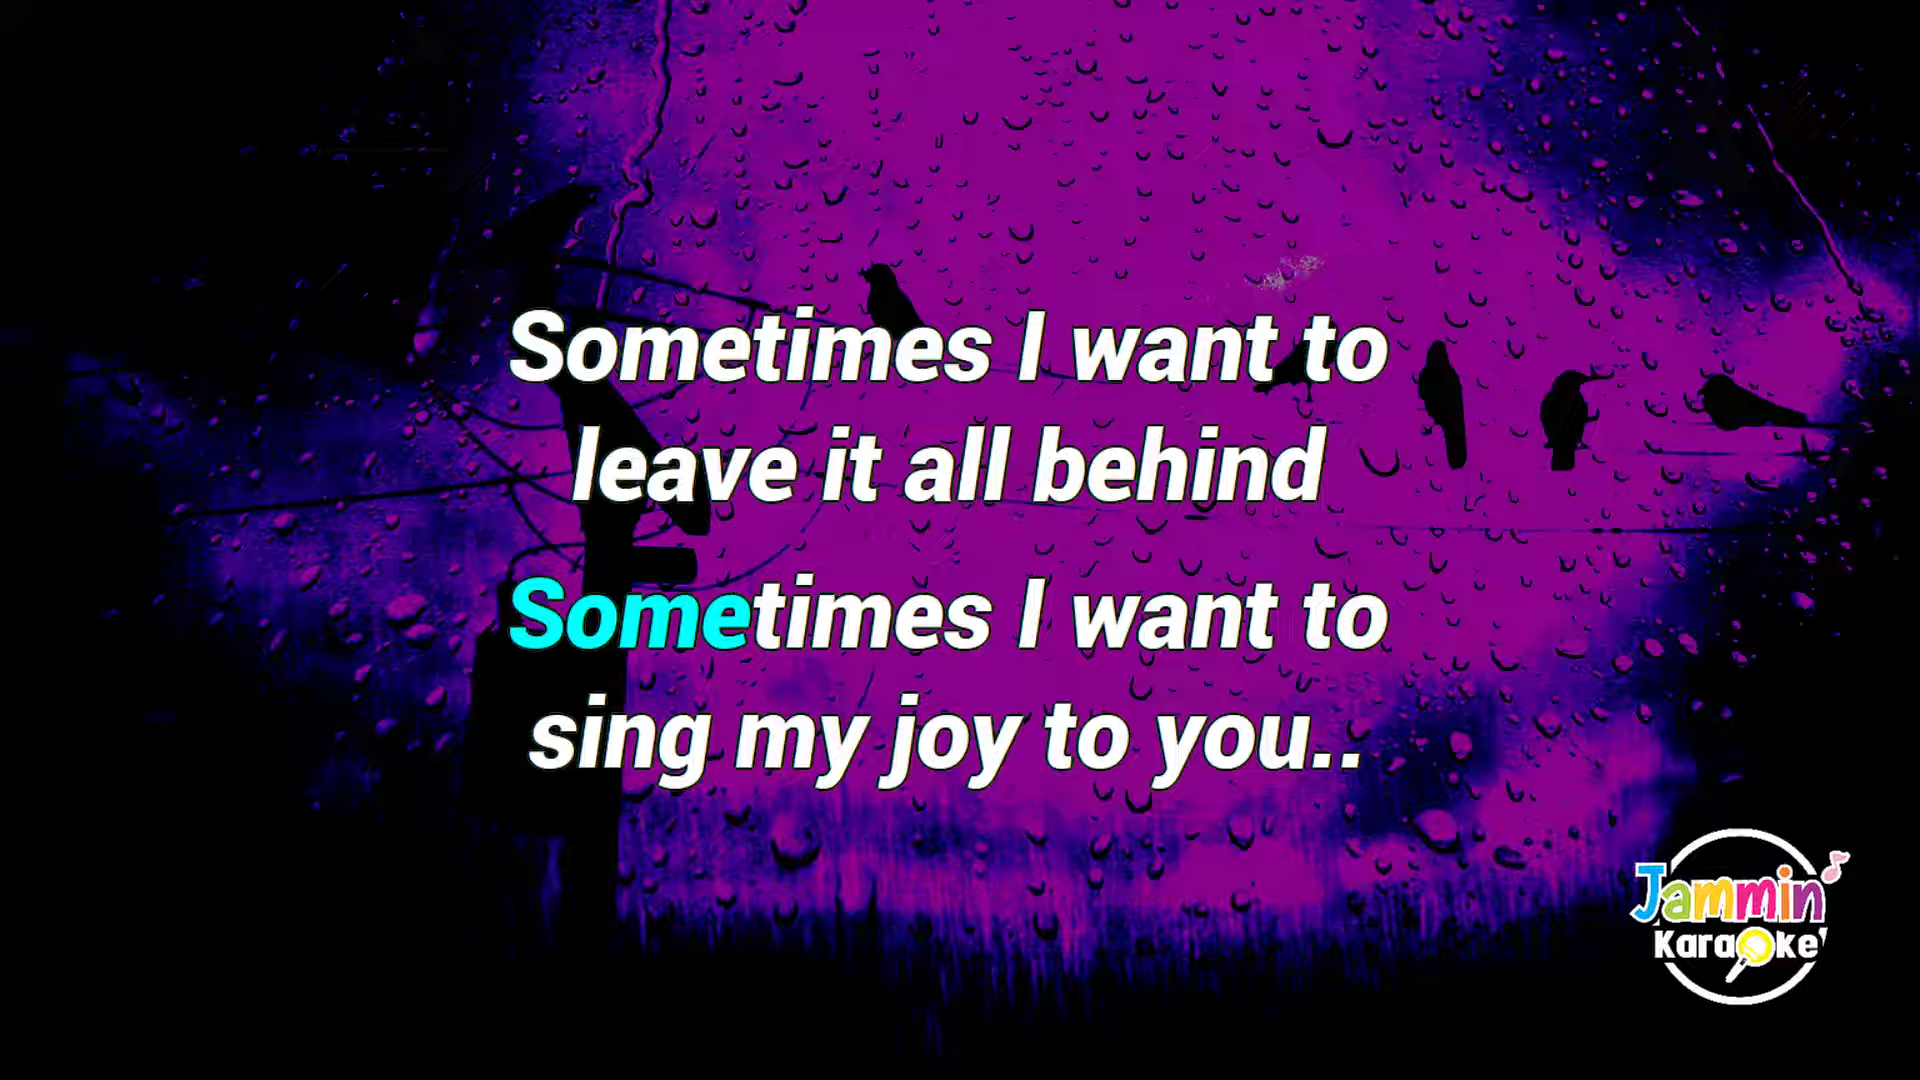 Sometimes I want to
leave it all behind
Sometimes I want to
sing my joy to you..
Jammin'
Karaoke